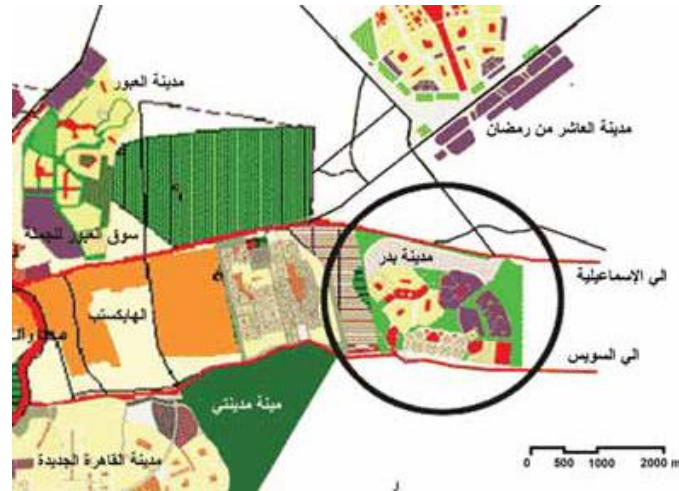 مدينة العبور
مدينة العاشر من رمضان
سوق العبور للجملة
مدينة بدر
الي الإسماعيلية
الهايكستب
الي السويس
مينة مدينتي
مدينة القاهرة الجديدة
0 500 1000 2000 m